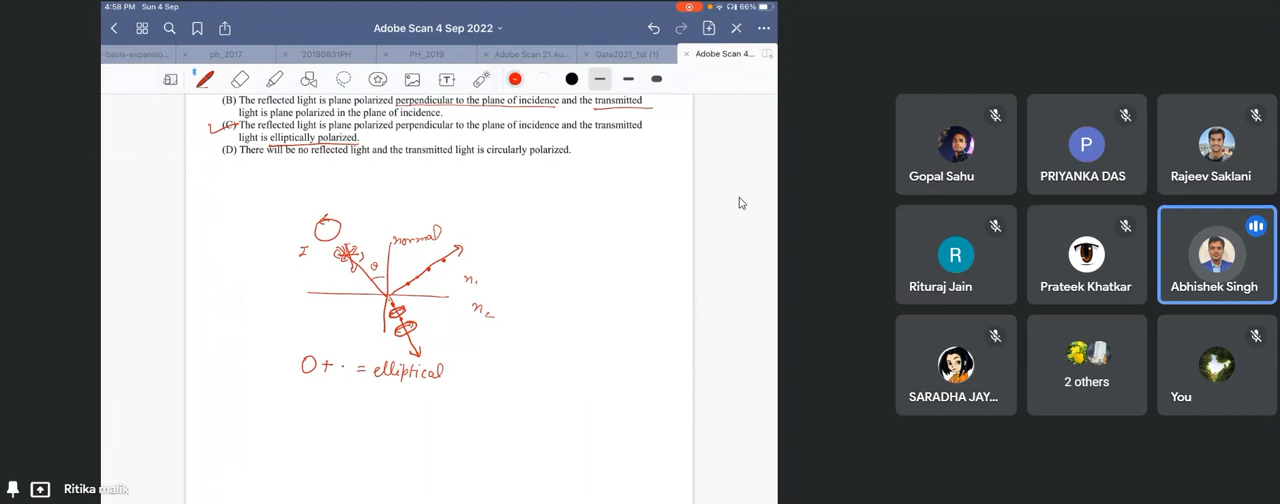 4:58 PM Sun 4 Sep
66%
Adobe Scan 4 Sep 2022
-basis-expansio...
ph_2017
20180831PH
PH_2019
Adobe Scan 21 Au...
Gate2021_1st (1)
Adobe Scan 4...
(B) The reflected light is plane polarized perpendicular to the plane of incidence and the transmitted
light is plane polarized in the plane of incidence.
(C) The reflected light is plane polarized perpendicular to the plane of incidence and the transmitted
light is elliptically polarized.
(D) There will be no reflected light and the transmitted light is circularly polarized.
normal
I
θ
n₁
O + · = elliptical
Gopal Sahu
P
PRIYANKA DAS
Rajeev Saklani
R
Rituraj Jain
Prateek Khatkar
Abhishek Singh
SARADHA JAY...
2 others
You
Ritika malik